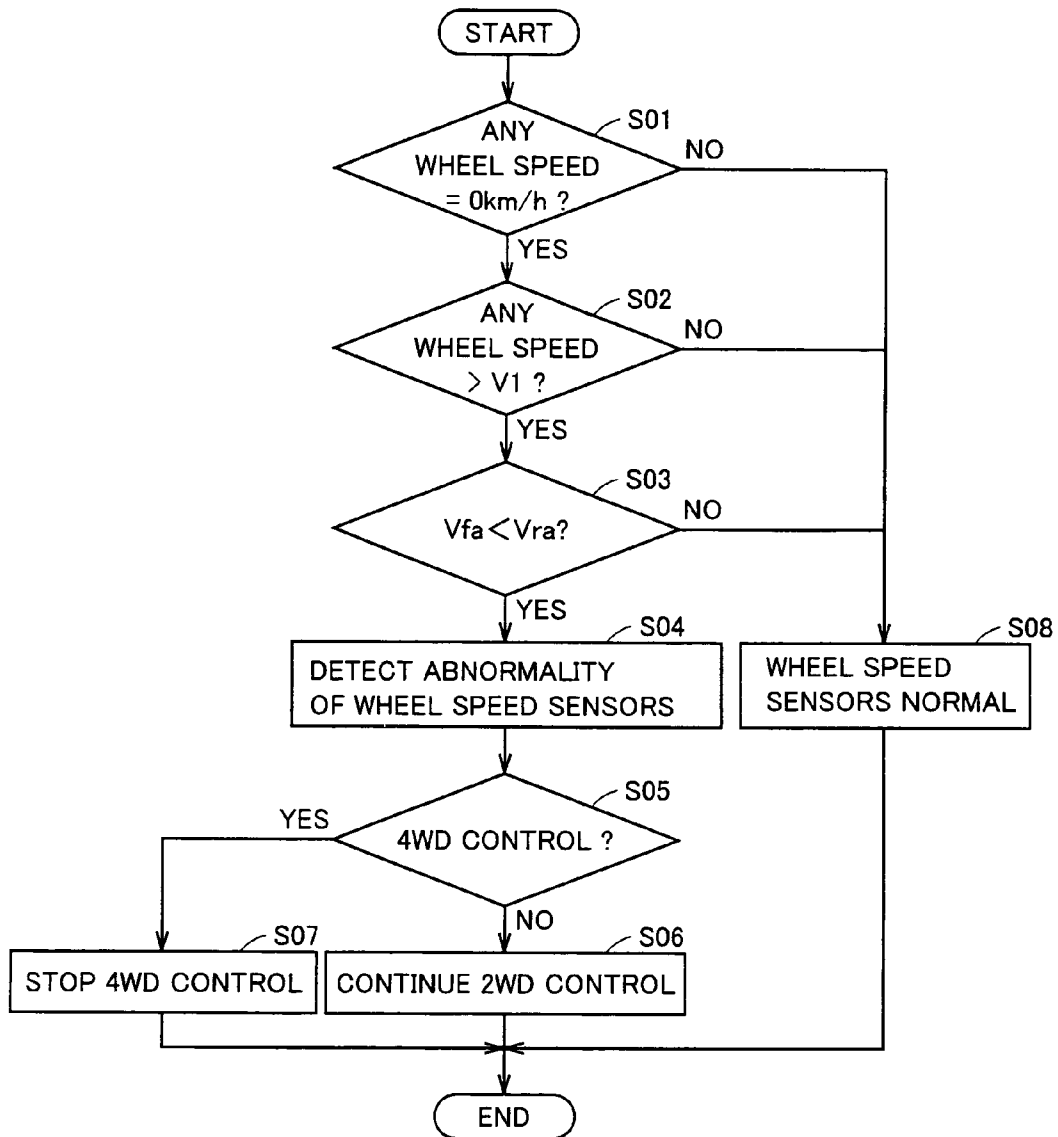 START
S01
ANY
WHEEL SPEED
= 0km/h ?
NO
YES
S02
ANY
WHEEL SPEED
> V1 ?
NO
YES
S03
Vfa<Vra?
NO
YES
S04
DETECT ABNORMALITY
OF WHEEL SPEED SENSORS
S08
WHEEL SPEED
SENSORS NORMAL
S05
4WD CONTROL ?
YES
NO
S07
STOP 4WD CONTROL
S06
CONTINUE 2WD CONTROL
END